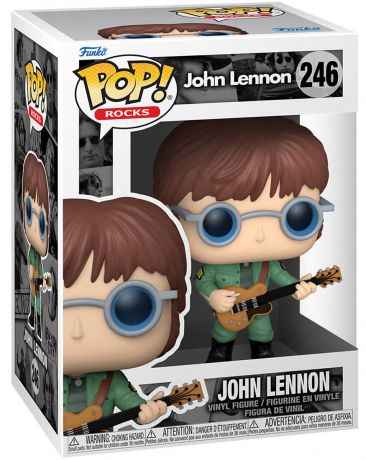 Funko
POP!
ROCKS
John Lennon
246
JOHN LENNON
VINYL FIGURE / FIGURINE EN VINYLE
FIGURA DE VINIL
POP!
ROCKS